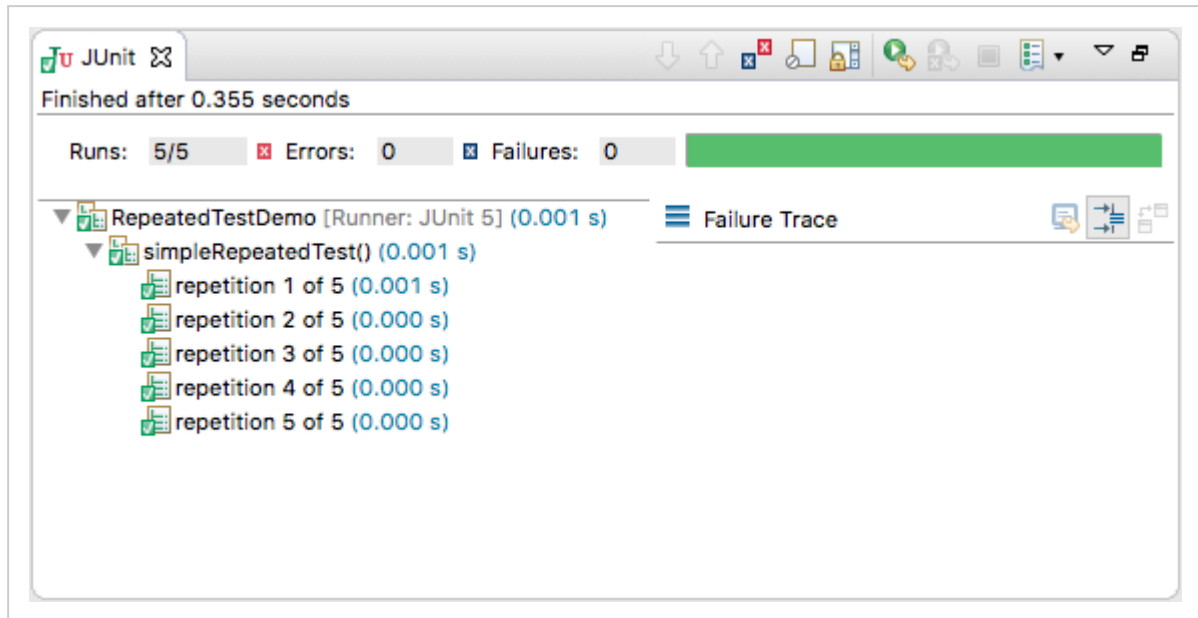 JU JUnit
Finished after 0.355 seconds
Runs: 5/5 Errors: 0 Failures: 0
RepeatedTestDemo [Runner: JUnit 5] (0.001 s)
Failure Trace
simpleRepeatedTest() (0.001 s)
repetition 1 of 5 (0.001 s)
repetition 2 of 5 (0.000 s)
repetition 3 of 5 (0.000 s)
repetition 4 of 5 (0.000 s)
repetition 5 of 5 (0.000 s)